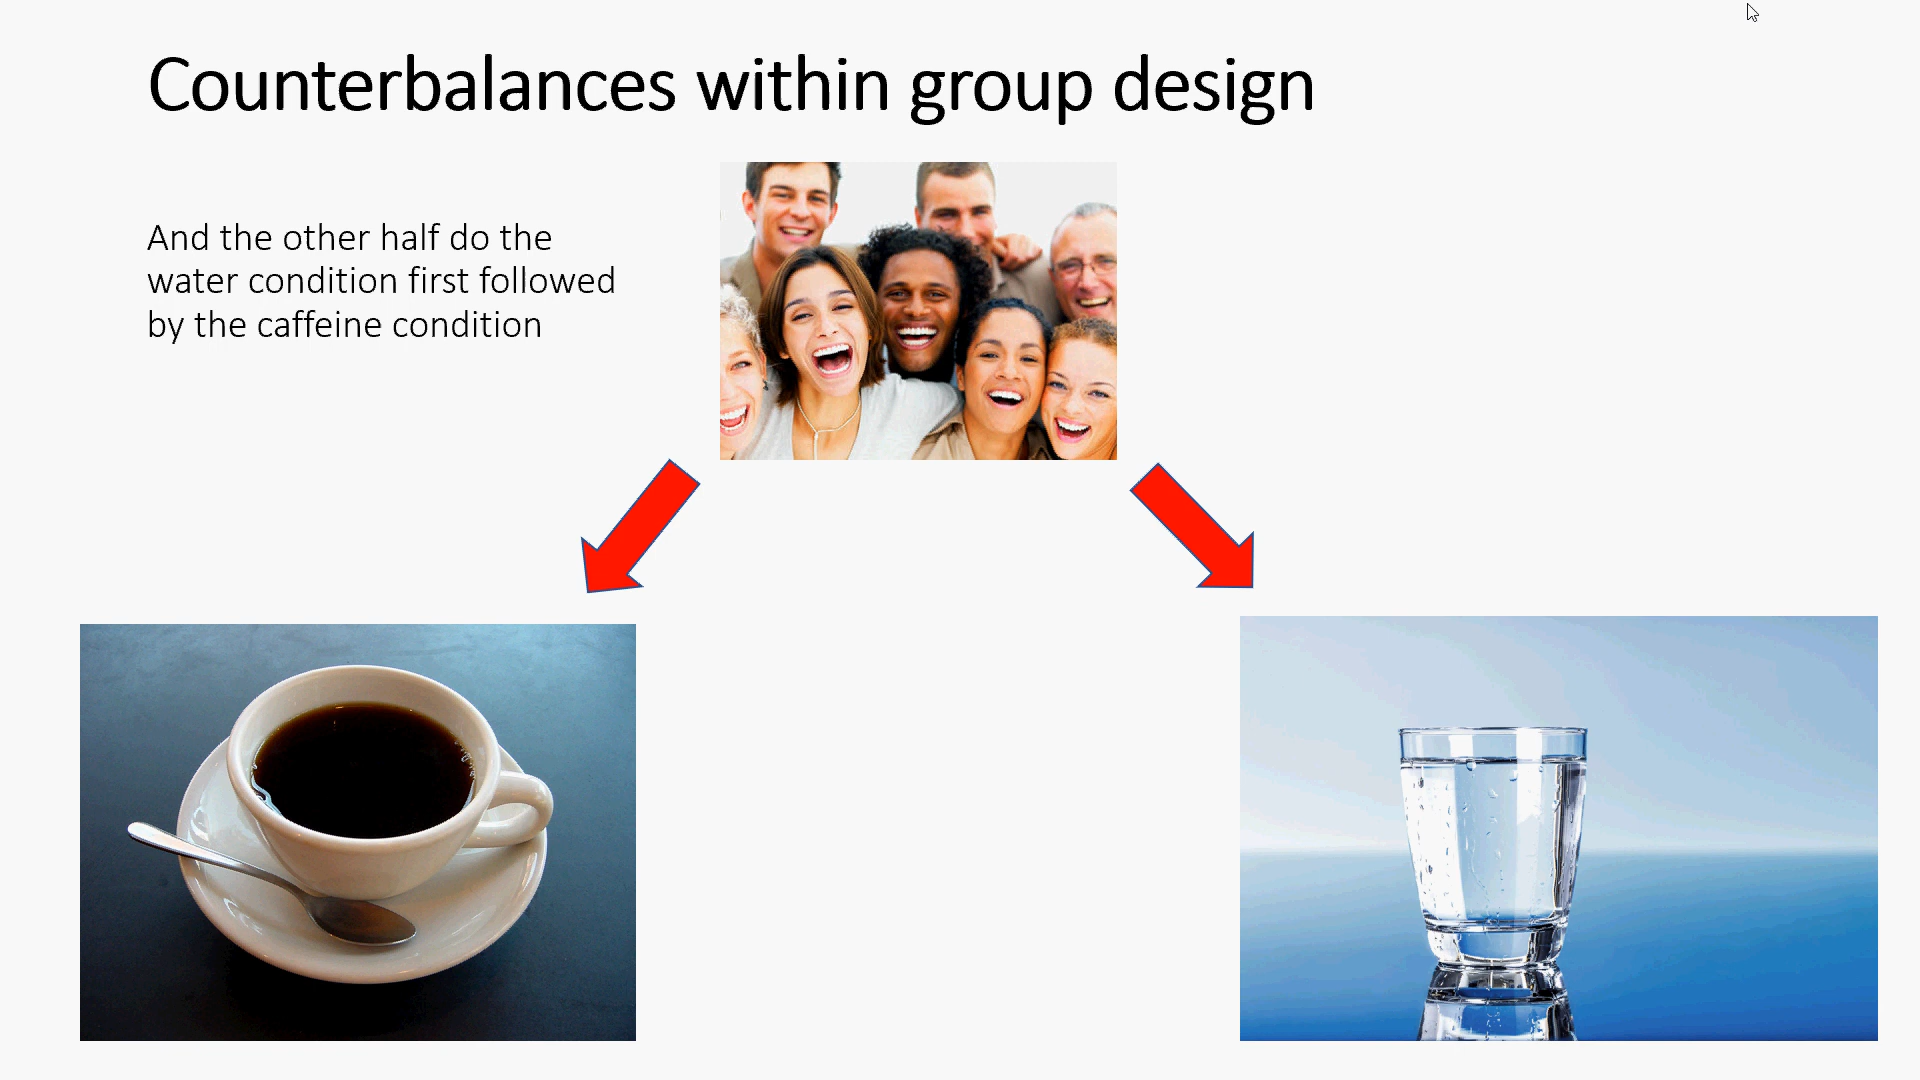 Counterbalances within group design
And the other half do the
water condition first followed
by the caffeine condition